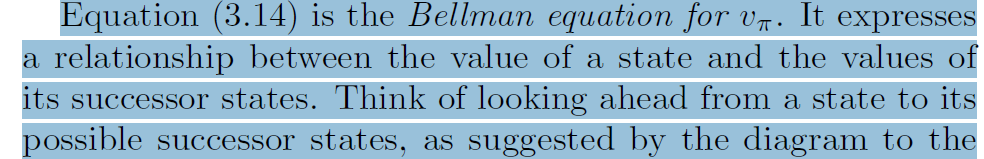 Equation (3.14) is the Bellman equation for vπ. It expresses
a relationship between the value of a state and the values of
its successor states. Think of looking ahead from a state to its
possible successor states, as suggested by the diagram to the